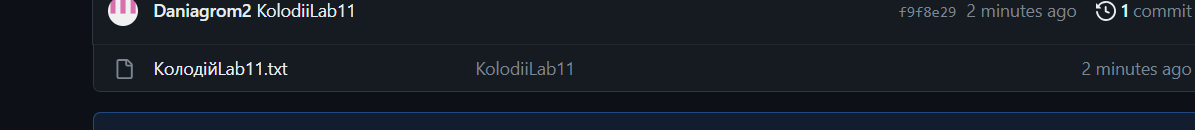 Daniagrom2 KolodiiLab11 f9f8e29 2 minutes ago 1 commit
КолодійLab11.txt KolodiiLab11 2 minutes ago